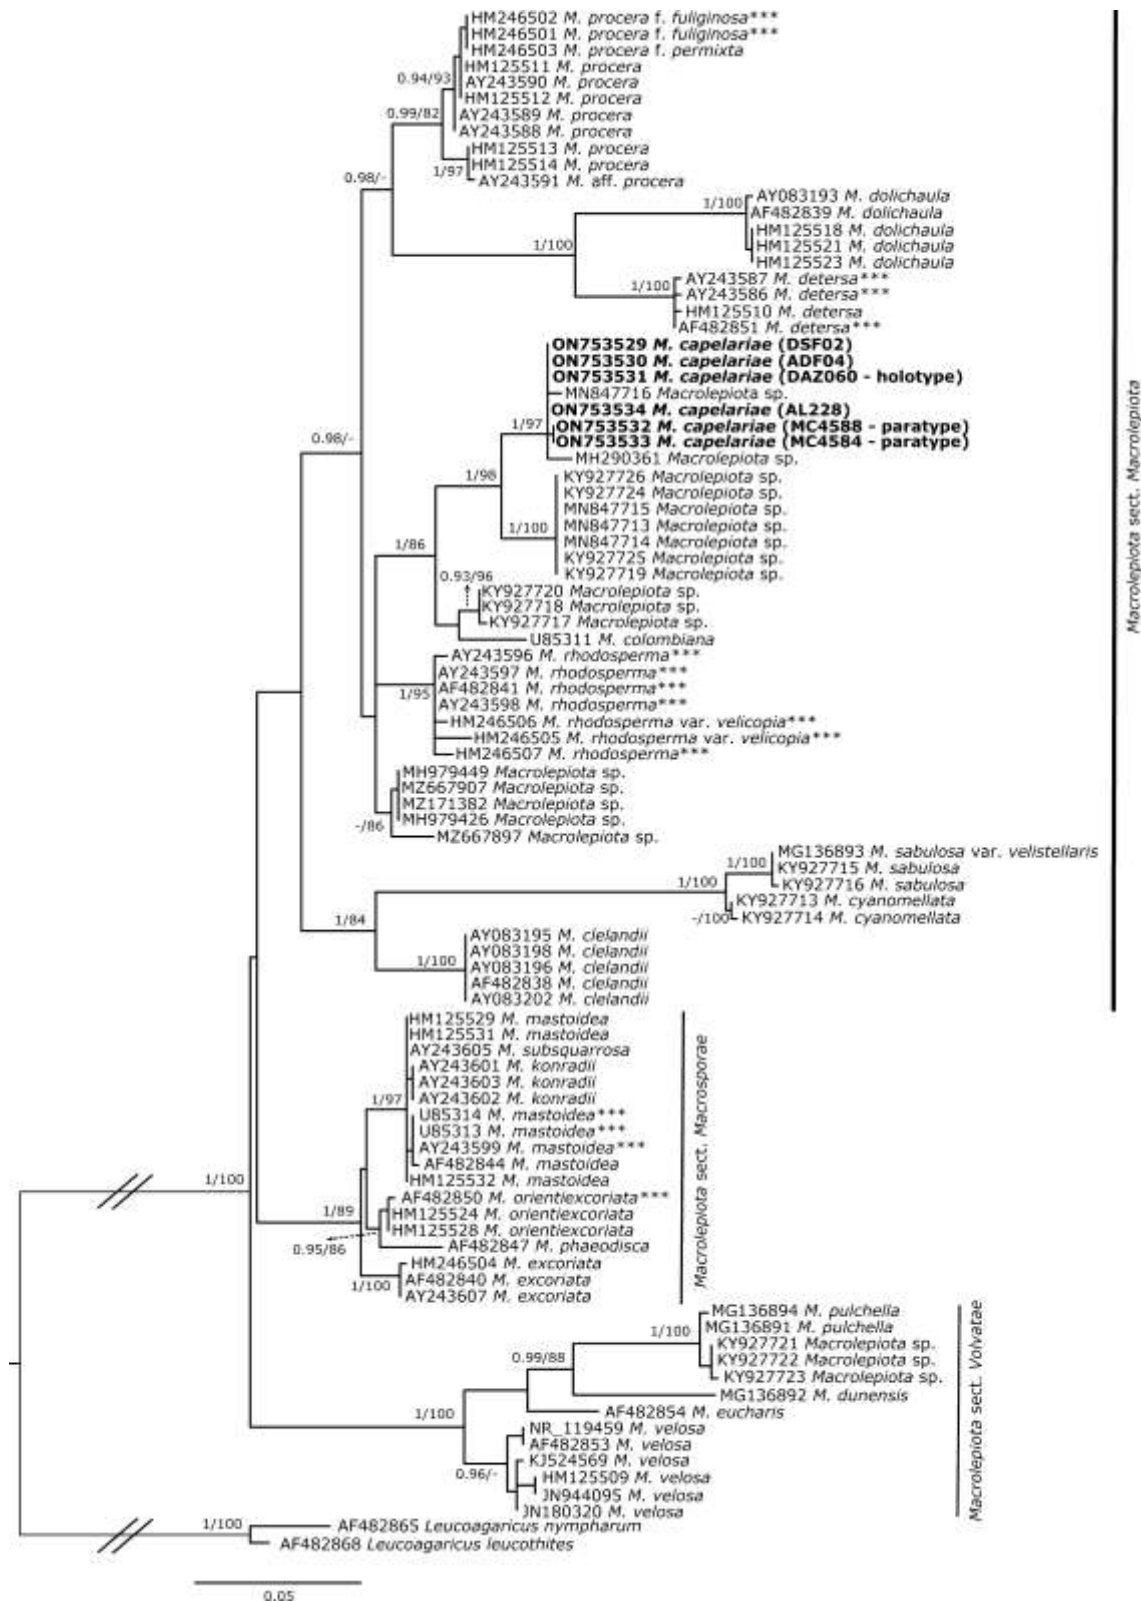 HM246502 M. procera f. fuliginosa***
HM246501 M. procera f. fuliginosa***
HM246503 M. procera f. permixta
HM125511 M. procera
0.94/93
AY243590 M. procera
HM125512 M. procera
0.99/82
AY243589 M. procera
AY243588 M. procera
HM125513 M. procera
HM125514 M. procera
1/97
AY243591 M. aff. procera
0.98/-
AY083193 M. dolichaula
1/100
AF482839 M. dolichaula
HM125518 M. dolichaula
1/100
HM125521 M. dolichaula
HM125523 M. dolichaula
AY243587 M. detersa***
1/100
AY243586 M. detersa***
HM125510 M. detersa
AF482851 M. detersa***
ON753529 M. capelariae (DSF02)
ON753530 M. capelariae (ADF04)
ON753531 M. capelariae (DAZ060 - holotype)
MN847716 Macrolepiota sp.
ON753534 M. capelariae (AL228)
1/97
ON753532 M. capelariae (MC4588 - paratype)
ON753533 M. capelariae (MC4584 - paratype)
0.98/-
MH290361 Macrolepiota sp.
1/98
KY927726 Macrolepiota sp.
KY927724 Macrolepiota sp.
MN847715 Macrolepiota sp.
1/100
MN847713 Macrolepiota sp.
MN847714 Macrolepiota sp.
1/86
KY927725 Macrolepiota sp.
KY927719 Macrolepiota sp.
0.93/96
KY927720 Macrolepiota sp.
KY927718 Macrolepiota sp.
KY927717 Macrolepiota sp.
U85311 M. colombiana
AY243596 M. rhodosperma***
AY243597 M. rhodosperma***
1/95
AF482841 M. rhodosperma***
AY243598 M. rhodosperma***
HM246506 M. rhodosperma var. velicopia***
HM246505 M. rhodosperma var. velicopia***
HM246507 M. rhodosperma***
MH979449 Macrolepiota sp.
MZ667907 Macrolepiota sp.
MZ171382 Macrolepiota sp.
MH979426 Macrolepiota sp.
-/86
MZ667897 Macrolepiota sp.
MG136893 M. sabulosa var. velistellaris
1/100
KY927715 M. sabulosa
1/100
KY927716 M. sabulosa
KY927713 M. cyanomellata
-/100
KY927714 M. cyanomellata
1/84
AY083195 M. clelandii
AY083198 M. clelandii
1/100
AY083196 M. clelandii
AF482838 M. clelandii
AY083202 M. clelandii
Macrolepiota sect. Macrolepiota
HM125529 M. mastoidea
HM125531 M. mastoidea
AY243605 M. subsquarrosa
AY243601 M. konradii
AY243603 M. konradii
1/97
AY243602 M. konradii
U85314 M. mastoidea***
U85313 M. mastoidea***
AY243599 M. mastoidea***
AF482844 M. mastoidea
1/100
HM125532 M. mastoidea
AF482850 M. orientiexcoriata***
1/89
HM125524 M. orientiexcoriata
HM125528 M. orientiexcoriata
0.95/86
AF482847 M. phaeodisca
HM246504 M. excoriata
1/100
AF482840 M. excoriata
AY243607 M. excoriata
Macrolepiota sect. Macrosporae
MG136894 M. pulchella
1/100
MG136891 M. pulchella
KY927721 Macrolepiota sp.
0.99/88
KY927722 Macrolepiota sp.
KY927723 Macrolepiota sp.
MG136892 M. dunensis
1/100
AF482854 M. eucharis
NR_119459 M. velosa
AF482853 M. velosa
KJ524569 M. velosa
0.96/-
HM125509 M. velosa
JN944095 M. velosa
JN180320 M. velosa
Macrolepiota sect. Volvatae
1/100
AF482865 Leucoagaricus nympharum
AF482868 Leucoagaricus leucothites
0.05